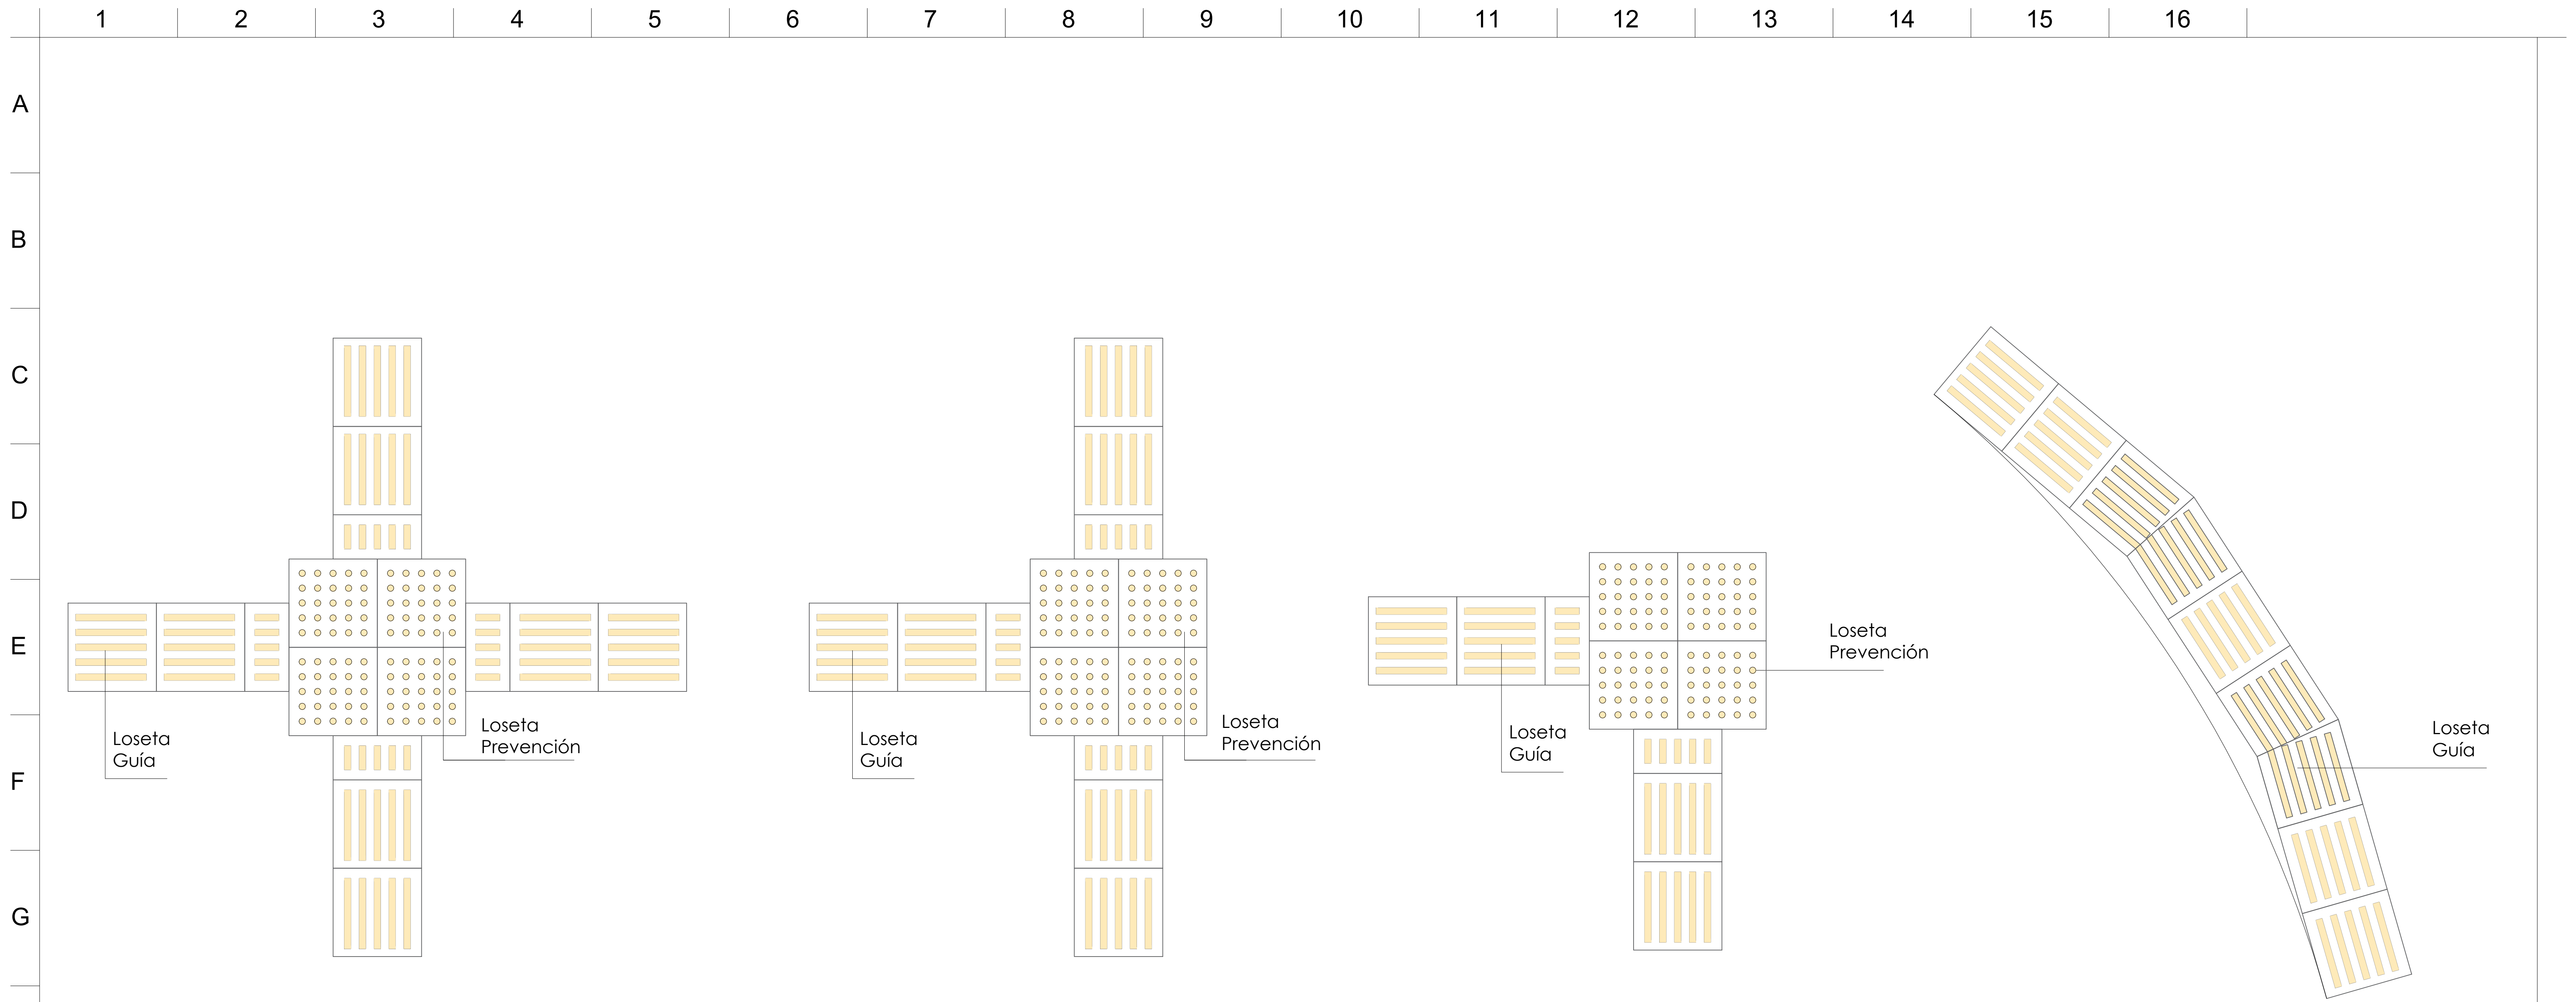 1 2 3 4 5 6 7 8 9 10 11 12 13 14 15 16
A
B
C
D
E
F
G
Loseta
Guía
Loseta
Prevención
Loseta
Guía
Loseta
Prevención
Loseta
Guía
Loseta
Prevención
Loseta
Guía